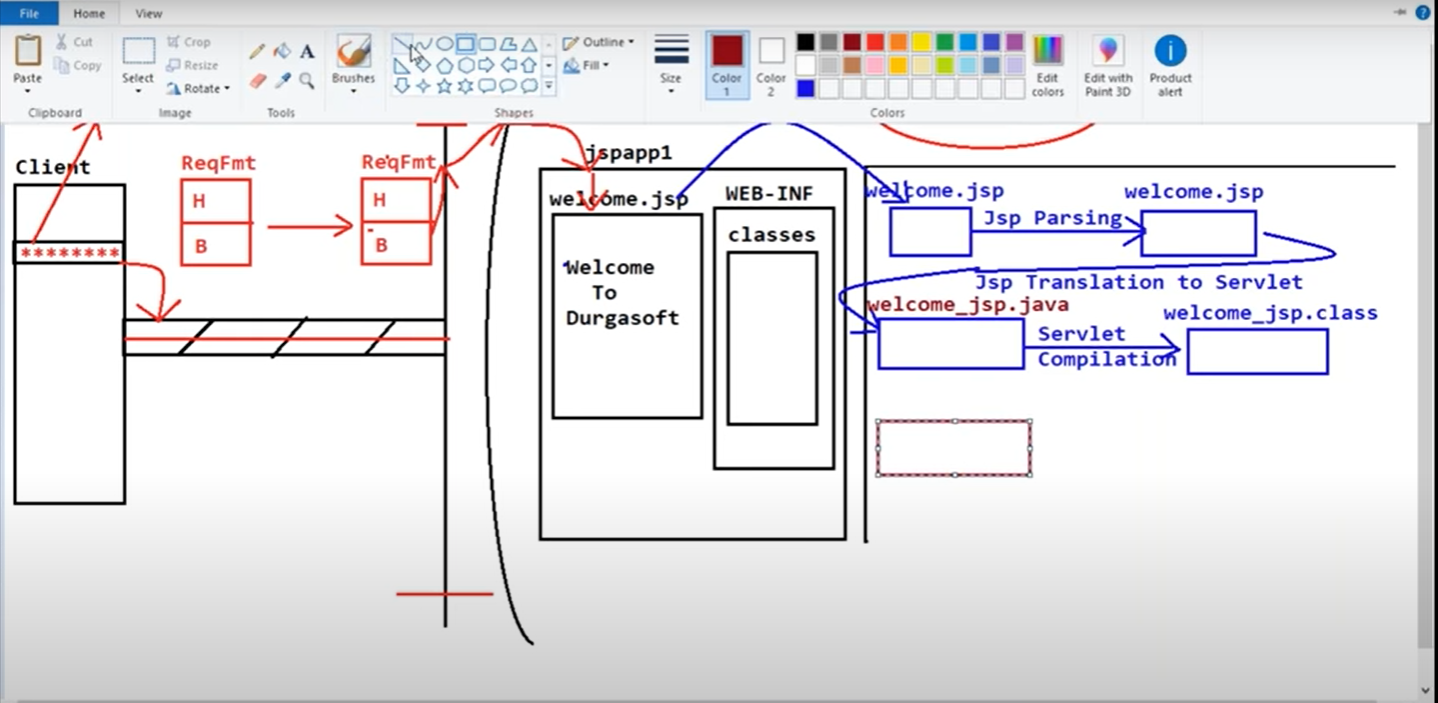 File Home View
Paste
Cut
Copy
Clipboard
Select
Crop
Resize
Rotate
Image
Tools
Brushes
Shapes
Outline
Fill
Size
Color
1
Color
2
Colors
Edit
colors
Edit with
Paint 3D
Product
alert
Client
********
ReqFmt
H
B
ReqFmt
H
B
jspapp1
welcome.jsp
Welcome
To
Durgasoft
WEB-INF
classes
welcome.jsp
Jsp Parsing
welcome.jsp
Jsp Translation to Servlet
welcome_jsp.java
Servlet
Compilation
welcome_jsp.class